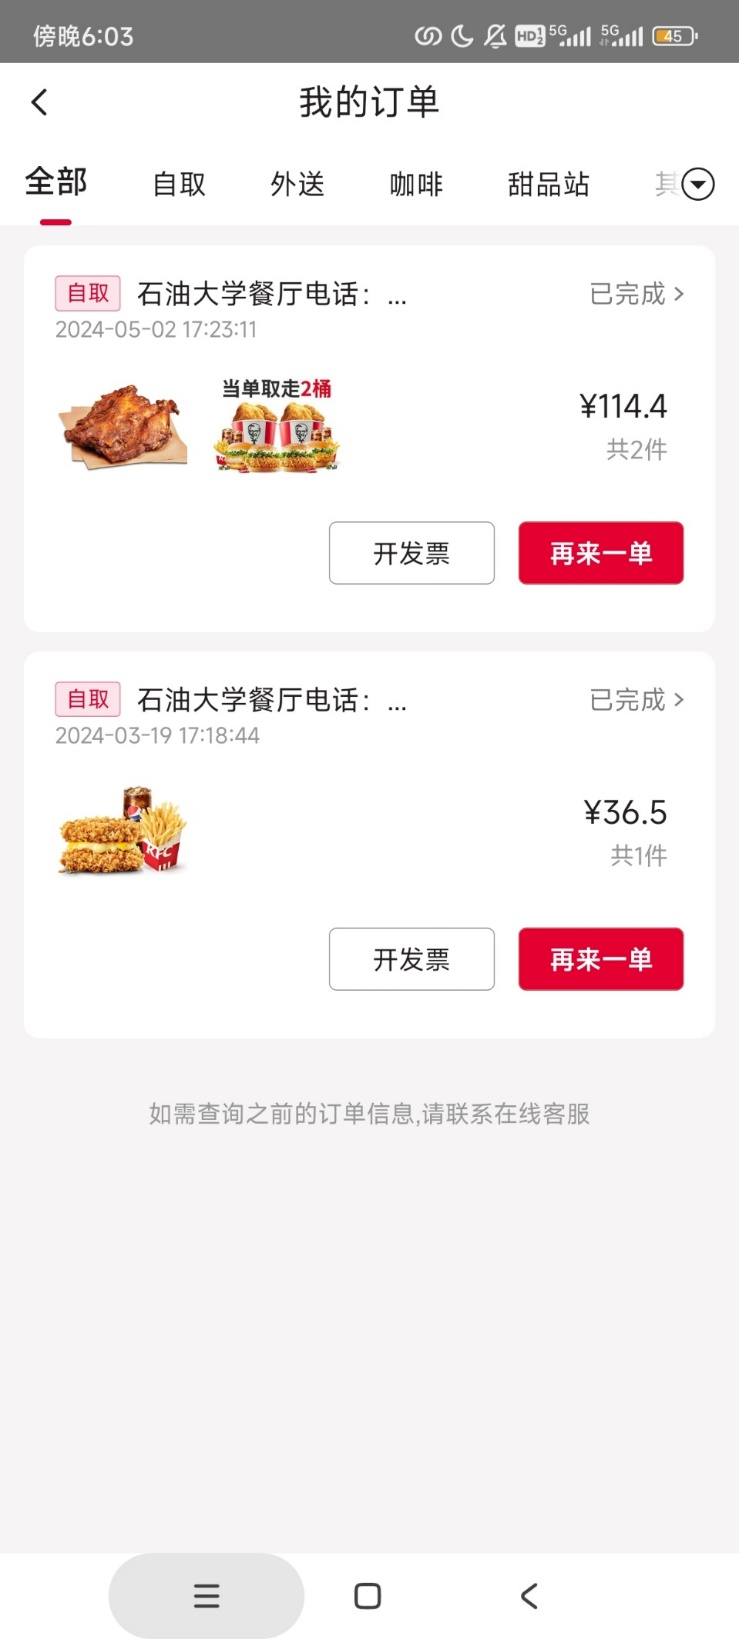 傍晚6:03
HD 5G 5G 45
我的订单
全部 自取 外送 咖啡 甜品站 其
自取 石油大学餐厅电话：... 已完成
2024-05-02 17:23:11
当单取走2桶
¥114.4
共2件
开发票 再来一单
自取 石油大学餐厅电话：... 已完成
2024-03-19 17:18:44
KFC
¥36.5
共1件
开发票 再来一单
如需查询之前的订单信息,请联系在线客服